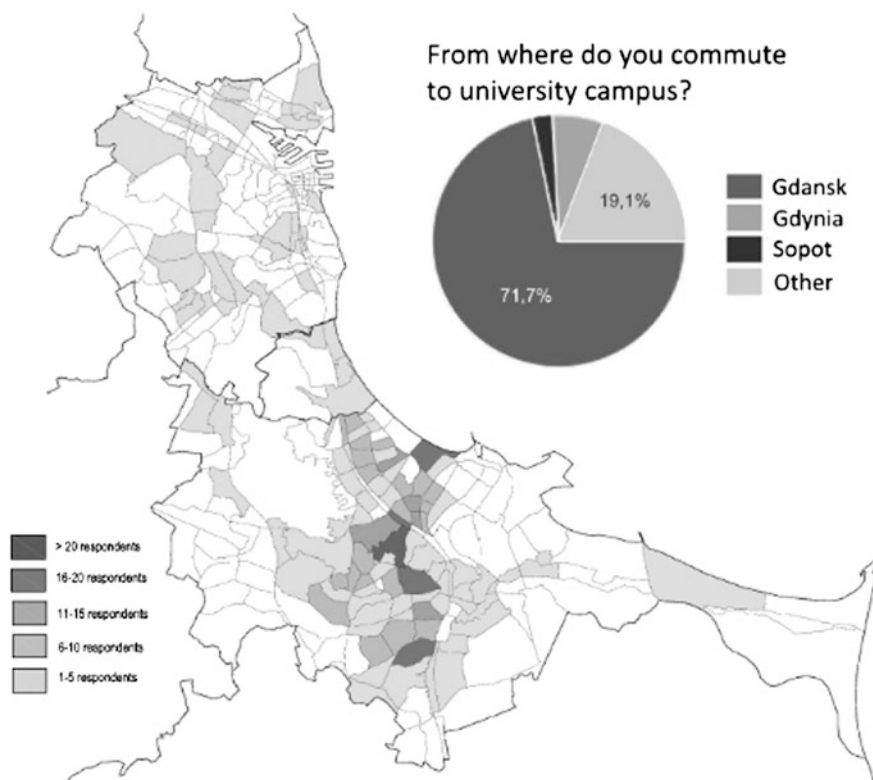 From where do you commute
to university campus?
19,1%
71,7%
Gdansk
Gdynia
Sopot
Other
> 20 respondents
16-20 respondents
11-15 respondents
6-10 respondents
1-5 respondents